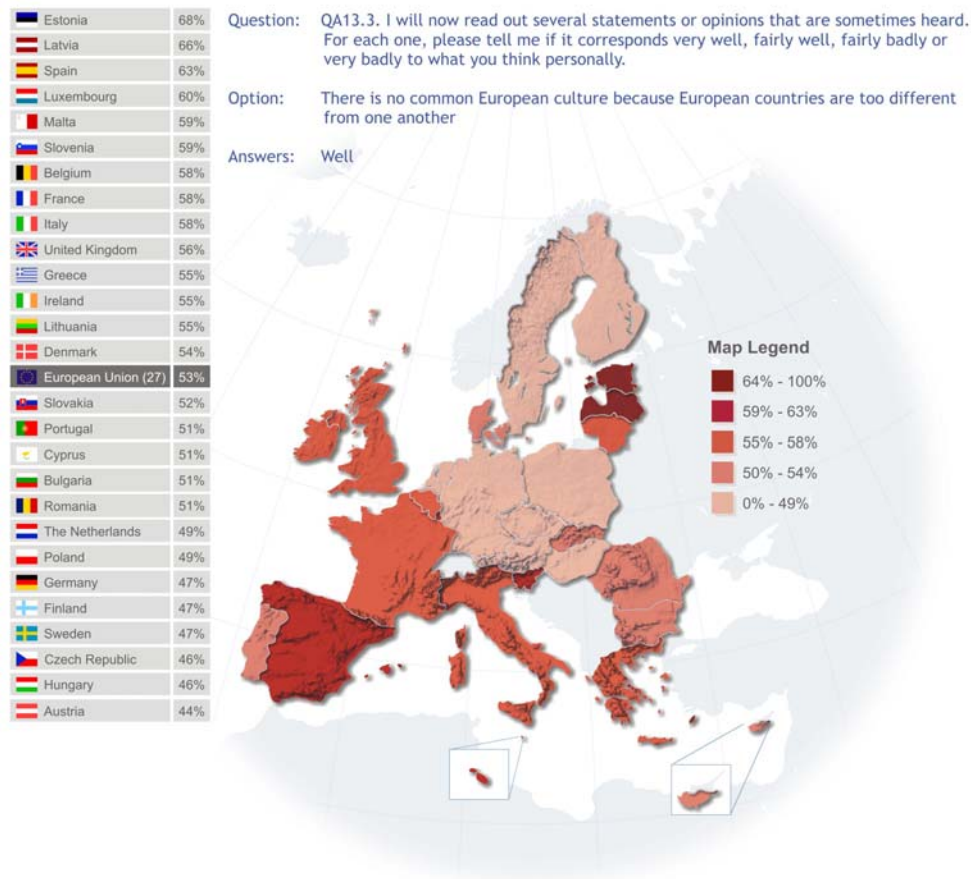 Estonia 68%
Latvia 66%
Spain 63%
Luxembourg 60%
Malta 59%
Slovenia 59%
Belgium 58%
France 58%
Italy 58%
United Kingdom 56%
Greece 55%
Ireland 55%
Lithuania 55%
Denmark 54%
European Union (27) 53%
Slovakia 52%
Portugal 51%
Cyprus 51%
Bulgaria 51%
Romania 51%
The Netherlands 49%
Poland 49%
Germany 47%
Finland 47%
Sweden 47%
Czech Republic 46%
Hungary 46%
Austria 44%
Question: QA13.3. I will now read out several statements or opinions that are sometimes heard.
For each one, please tell me if it corresponds very well, fairly well, fairly badly or
very badly to what you think personally.
Option: There is no common European culture because European countries are too different
from one another
Answers: Well
Map Legend
64% - 100%
59% - 63%
55% - 58%
50% - 54%
0% - 49%